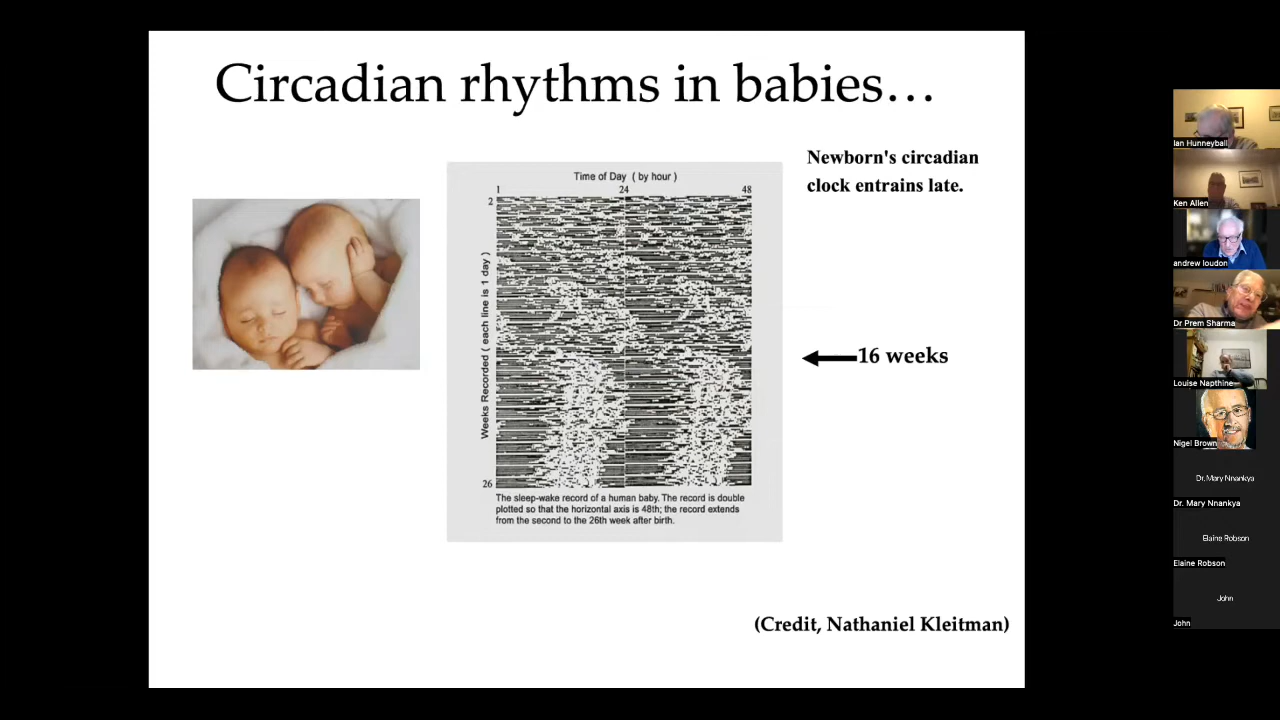 Circadian rhythms in babies…
Newborn's circadian
clock entrains late.
Time of Day ( by hour )
1 24 48
2
Weeks Recorded ( each line is 1 day )
26
The sleep-wake record of a human baby. The record is double
plotted so that the horizontal axis is 48th; the record extends
from the second to the 26th week after birth.
16 weeks
(Credit, Nathaniel Kleitman)
Ian Hunneyball
Ken Allen
andrew loudon
Dr Prem Sharma
Louise Napthine
Nigel Brown
Dr. Mary Nnankya
Dr. Mary Nnankya
Elaine Robson
Elaine Robson
John
John